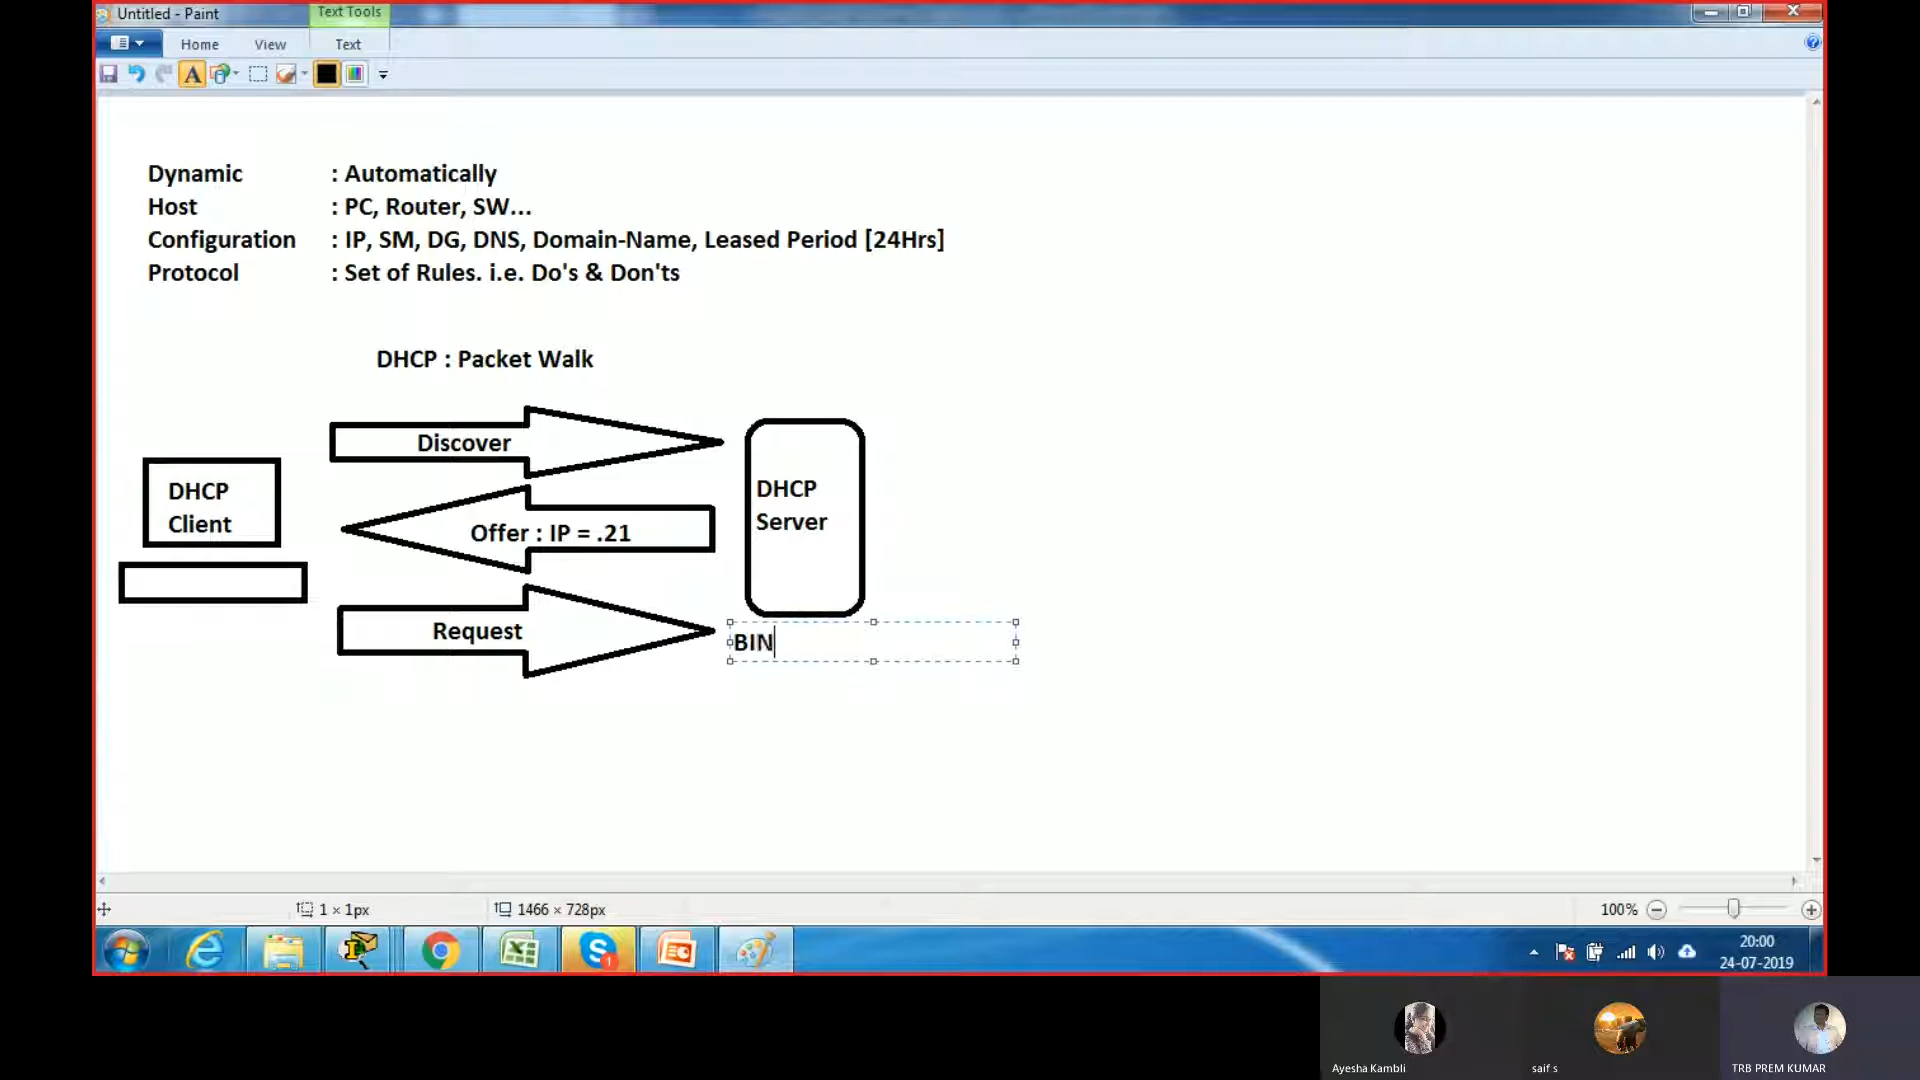 Untitled - Paint
Text Tools
Home
View
Text
A
Dynamic : Automatically
Host : PC, Router, SW...
Configuration : IP, SM, DG, DNS, Domain-Name, Leased Period [24Hrs]
Protocol : Set of Rules. i.e. Do's & Don'ts
DHCP : Packet Walk
Discover
DHCP
Client
Offer : IP = .21
DHCP
Server
Request
BIN
1 × 1px
1466 × 728px
100%
20:00
24-07-2019
1
Ayesha Kambli
saif s
TRB PREM KUMAR